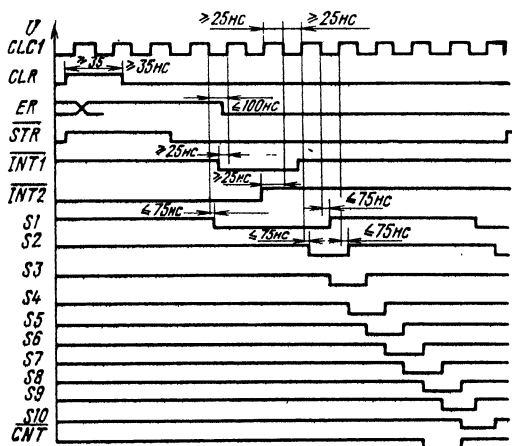 U
≥25нс ≥25нс
CLC1
≥35 ≥35нс
CLR
ER
≤100нс
STR
≥25нс
INT1
≥25нс
INT2
≤75нс
S1
≤75нс ≤75нс ≤75нс
S2
S3
S4
S5
S6
S7
S8
S9
S10
CNT